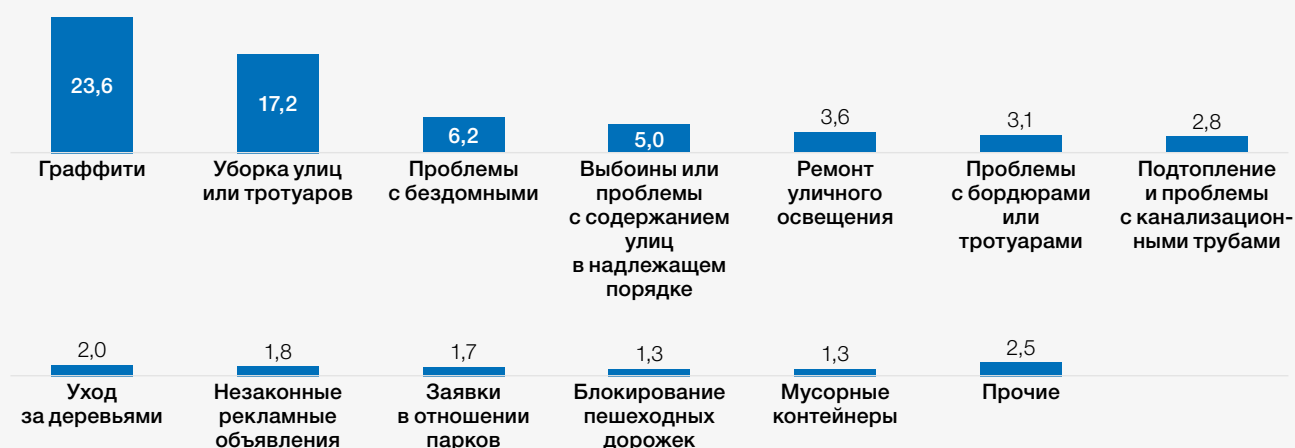 23,6
17,2
6,2
5,0
3,6
3,1
2,8
Граффити
Уборка улиц
или тротуаров
Проблемы
с бездомными
Выбоины или
проблемы
с содержанием
улиц
в надлежащем
порядке
Ремонт
уличного
освещения
Проблемы
с бордюрами
или
тротуарами
Подтопление
и проблемы
с канализацион-
ными трубами
2,0
1,8
1,7
1,3
1,3
2,5
Уход
за деревьями
Незаконные
рекламные
объявления
Заявки
в отношении
парков
Блокирование
пешеходных
дорожек
Мусорные
контейнеры
Прочие